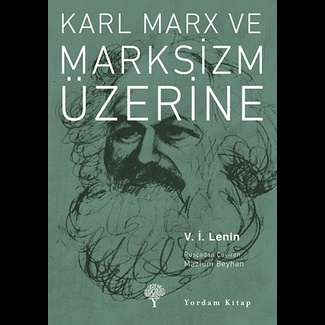 KARL MARX VE
MARKSİZM
ÜZERİNE
V. İ. Lenin
Rusçadan Çeviren
Mazlum Beyhan
Yordam Kitap